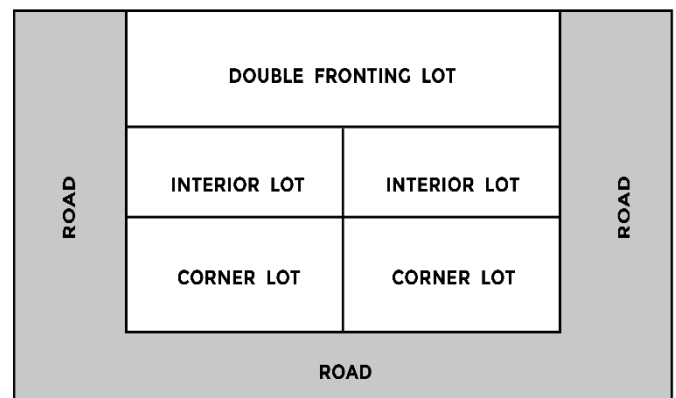 DOUBLE FRONTING LOT
ROAD
INTERIOR LOT
INTERIOR LOT
ROAD
CORNER LOT
CORNER LOT
ROAD